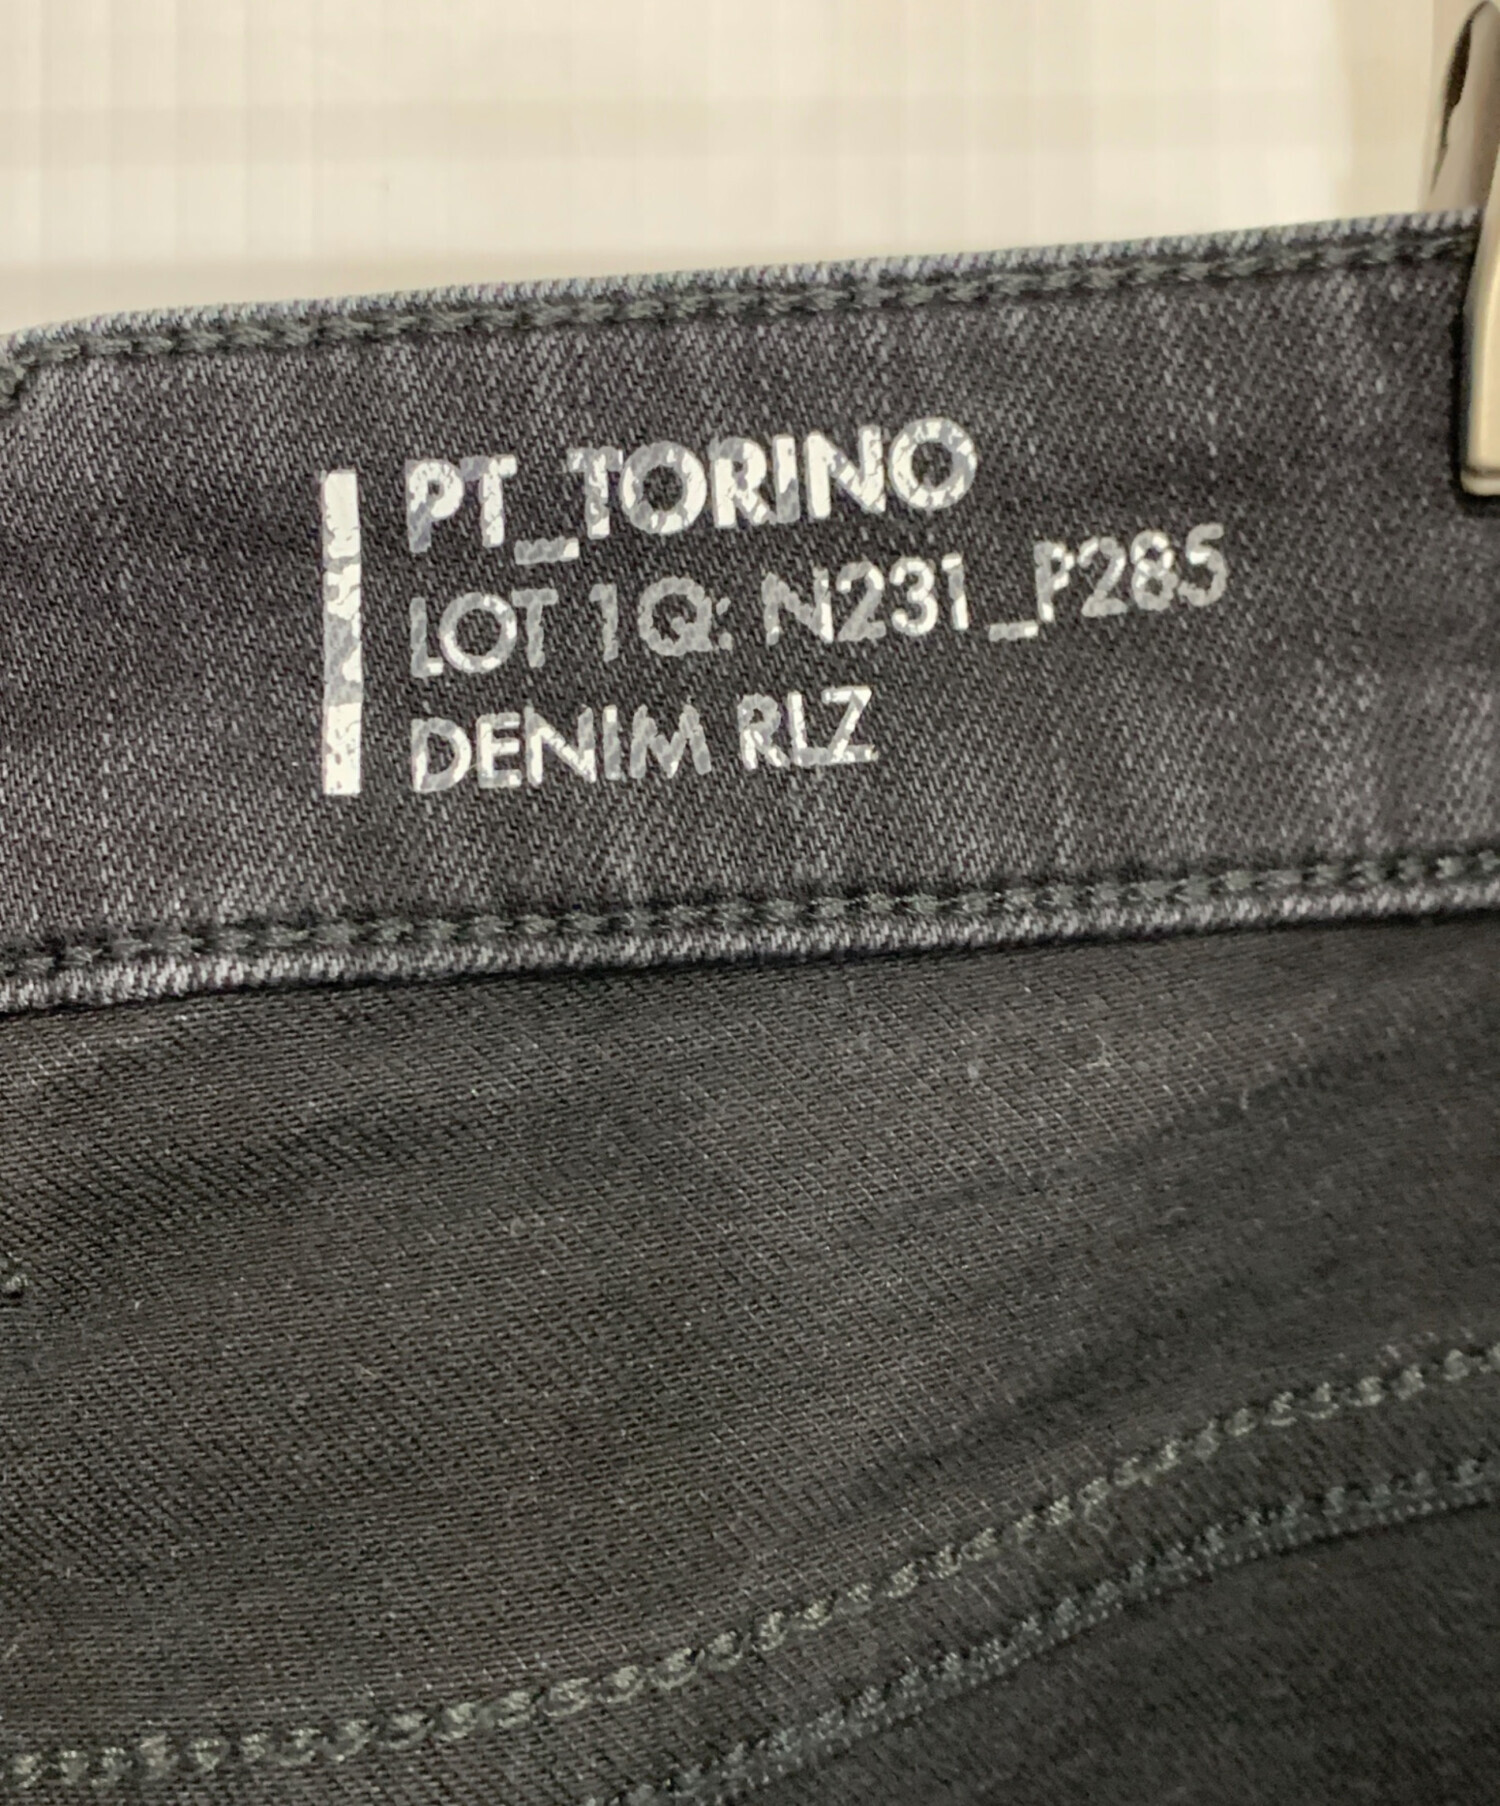 PT_TORINO
LOT 1Q: N231_P285
DENIM RLZ